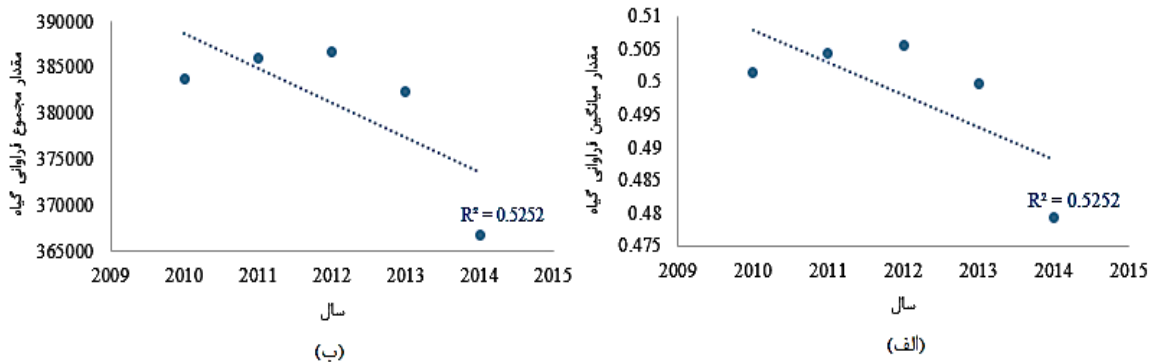 390000
385000
380000
375000
370000
365000
2009 2010 2011 2012 2013 2014 2015
مقدار مجموع فراوانی گیاه
سال
R² = 0.5252
(ب)
0.51
0.505
0.5
0.495
0.49
0.485
0.48
0.475
2009 2010 2011 2012 2013 2014 2015
مقدار میانگین فراوانی گیاه
سال
R² = 0.5252
(الف)